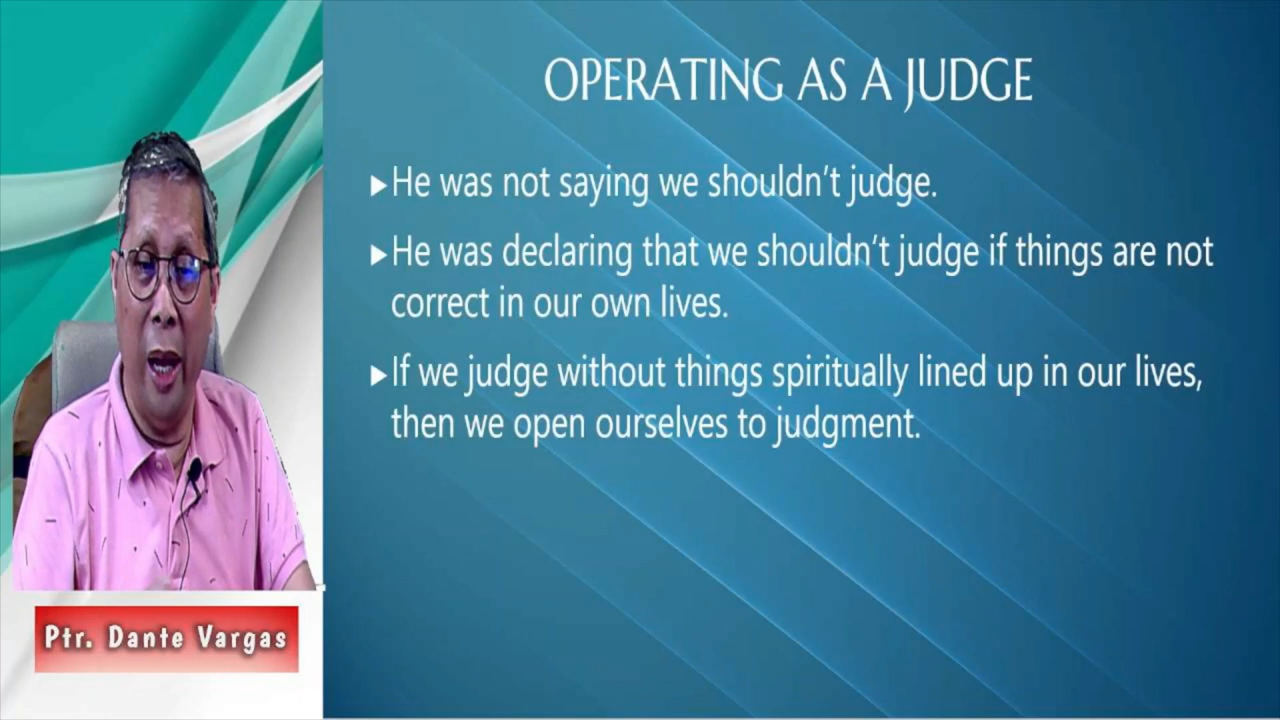 OPERATING AS A JUDGE
▸He was not saying we shouldn't judge.
▸He was declaring that we shouldn't judge if things are not
correct in our own lives.
▸If we judge without things spiritually lined up in our lives,
then we open ourselves to judgment.
Ptr. Dante Vargas